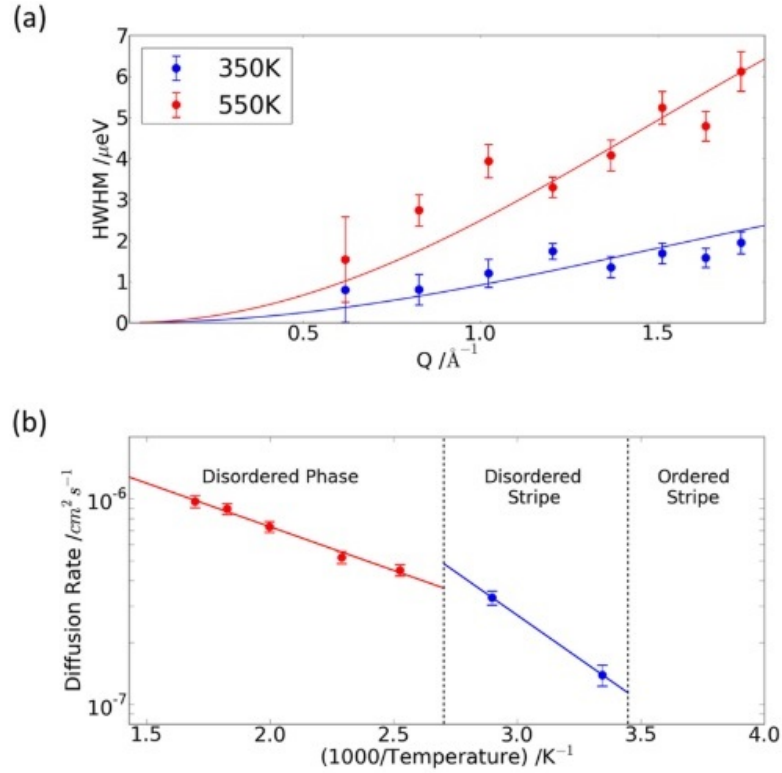 (a)
7
6
5
4
3
2
1
0
350K
550K
HWHM /μeV
0.5 1.0 1.5
Q /Å⁻¹
(b)
Disordered Phase
Disordered
Stripe
Ordered
Stripe
10⁻⁶
10⁻⁷
Diffusion Rate /cm² s⁻¹
1.5 2.0 2.5 3.0 3.5 4.0
(1000/Temperature) /K⁻¹